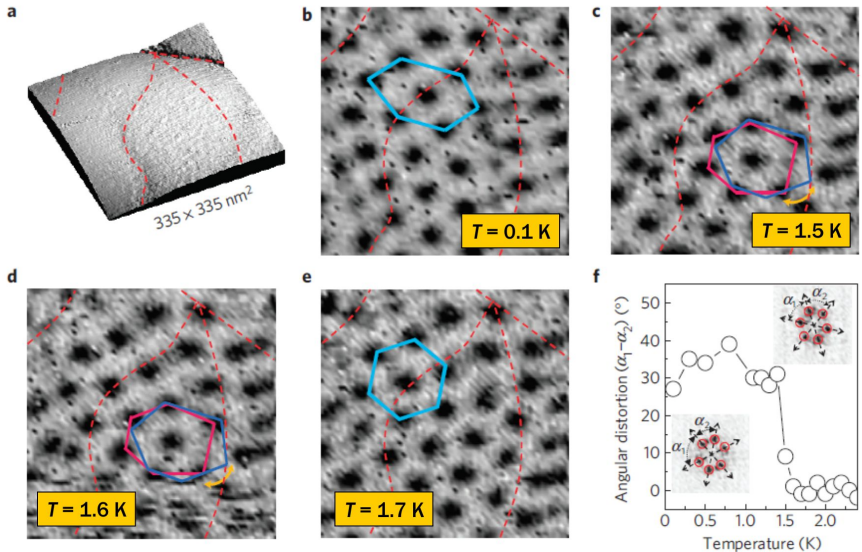 a
335 × 335 nm²
b
T = 0.1 K
c
T = 1.5 K
d
T = 1.6 K
e
T = 1.7 K
f
Angular distortion (α₁–α₂) (°)
50
40
30
20
10
0
α₁ α₂
α₂
α₁
0 0.5 1.0 1.5 2.0
Temperature (K)